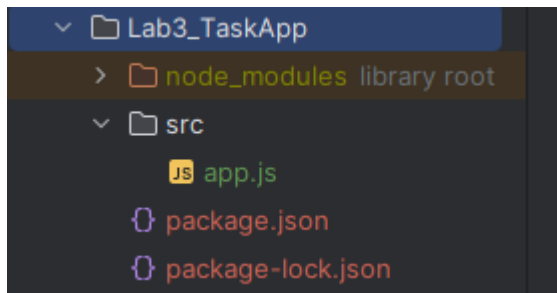 Lab3_TaskApp
node_modules library root
src
JS app.js
{} package.json
{} package-lock.json